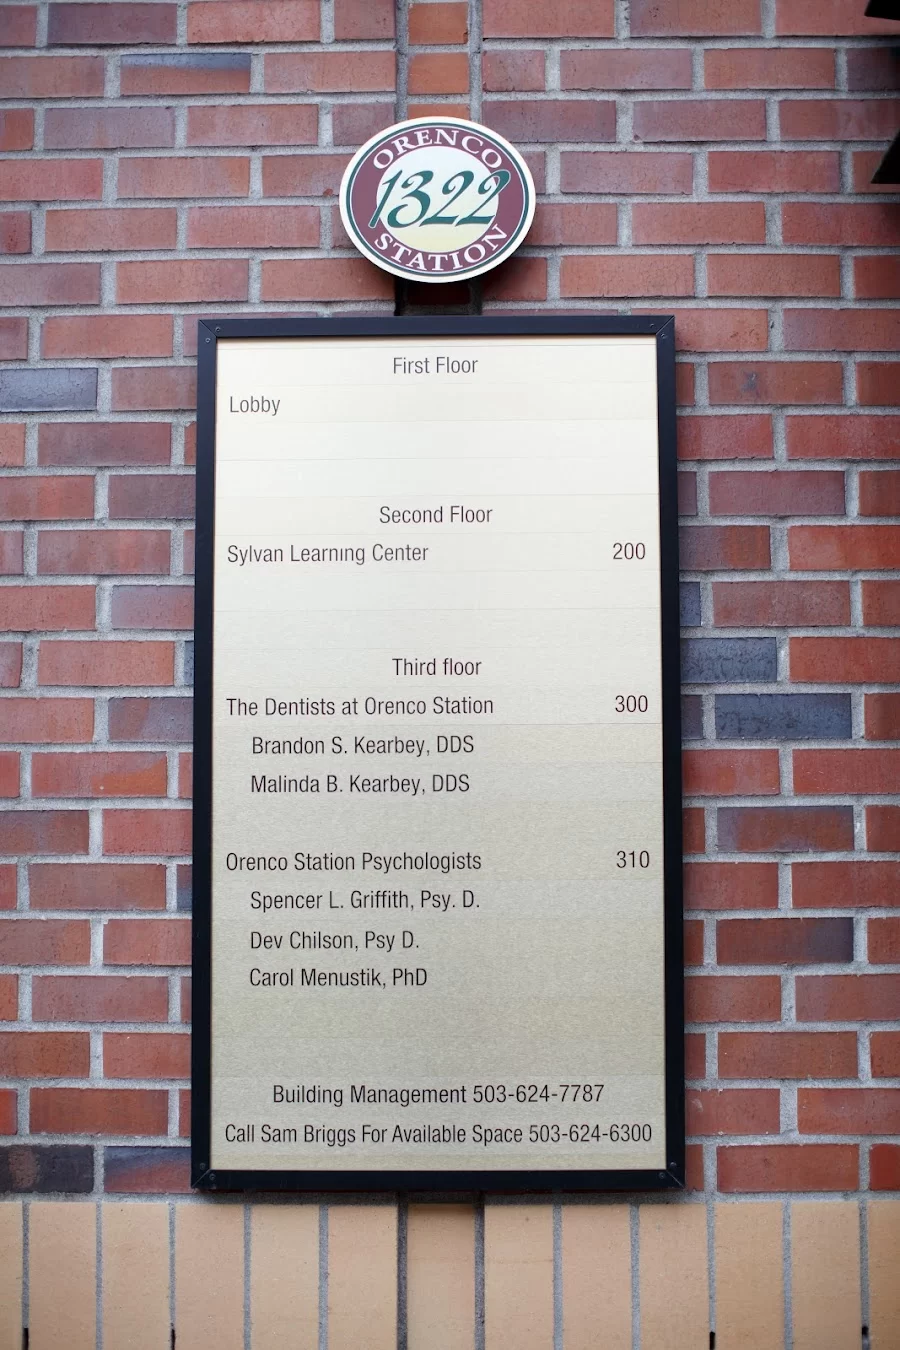 ORENCO
1322
STATION
First Floor
Lobby
Second Floor
Sylvan Learning Center 200
Third floor
The Dentists at Orenco Station 300
Brandon S. Kearbey, DDS
Malinda B. Kearbey, DDS
Orenco Station Psychologists 310
Spencer L. Griffith, Psy. D.
Dev Chilson, Psy D.
Carol Menustik, PhD
Building Management 503-624-7787
Call Sam Briggs For Available Space 503-624-6300